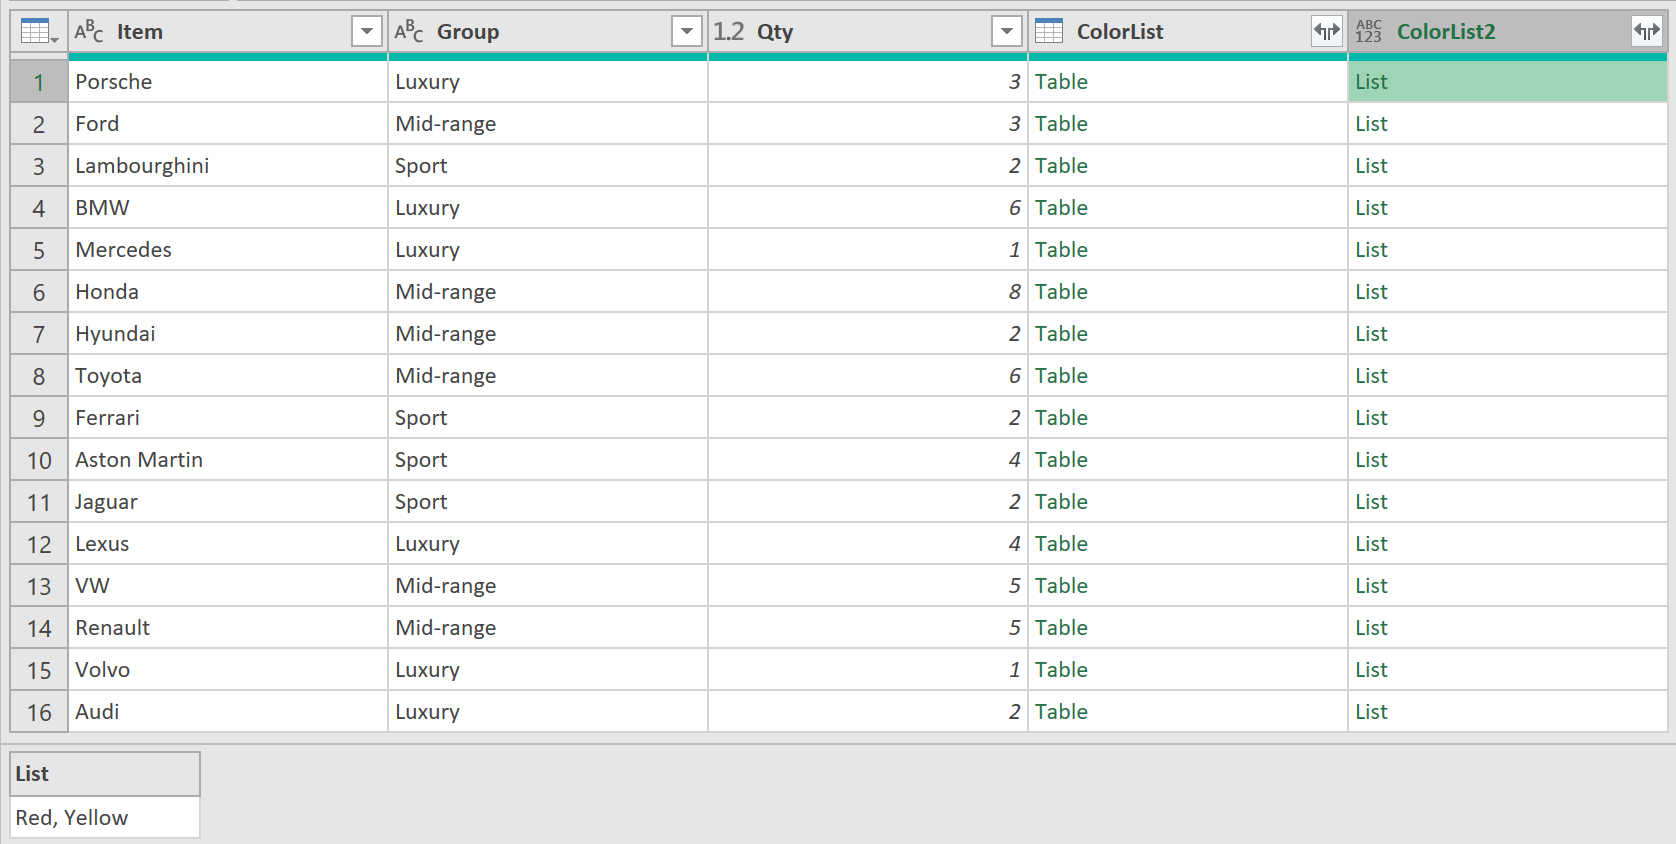 ABC Item ABC Group 1.2 Qty ColorList ABC 123 ColorList2
1 Porsche Luxury 3 Table List
2 Ford Mid-range 3 Table List
3 Lambourghini Sport 2 Table List
4 BMW Luxury 6 Table List
5 Mercedes Luxury 1 Table List
6 Honda Mid-range 8 Table List
7 Hyundai Mid-range 2 Table List
8 Toyota Mid-range 6 Table List
9 Ferrari Sport 2 Table List
10 Aston Martin Sport 4 Table List
11 Jaguar Sport 2 Table List
12 Lexus Luxury 4 Table List
13 VW Mid-range 5 Table List
14 Renault Mid-range 5 Table List
15 Volvo Luxury 1 Table List
16 Audi Luxury 2 Table List
List
Red, Yellow